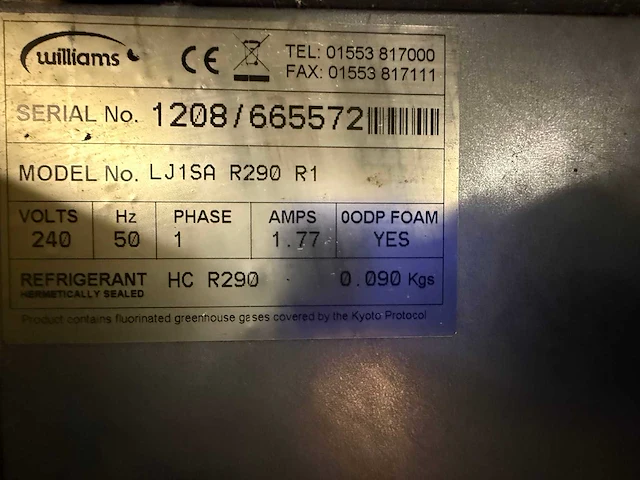 williams CE TEL: 01553 817000
FAX: 01553 817111
SERIAL No. 1208/665572
MODEL No. LJ1SA R290 R1
VOLTS Hz PHASE AMPS 0ODP FOAM
240 50 1 1.77 YES
REFRIGERANT HC R290 0.090 Kgs
HERMETICALLY SEALED
Product contains fluorinated greenhouse gases covered by the Kyoto Protocol